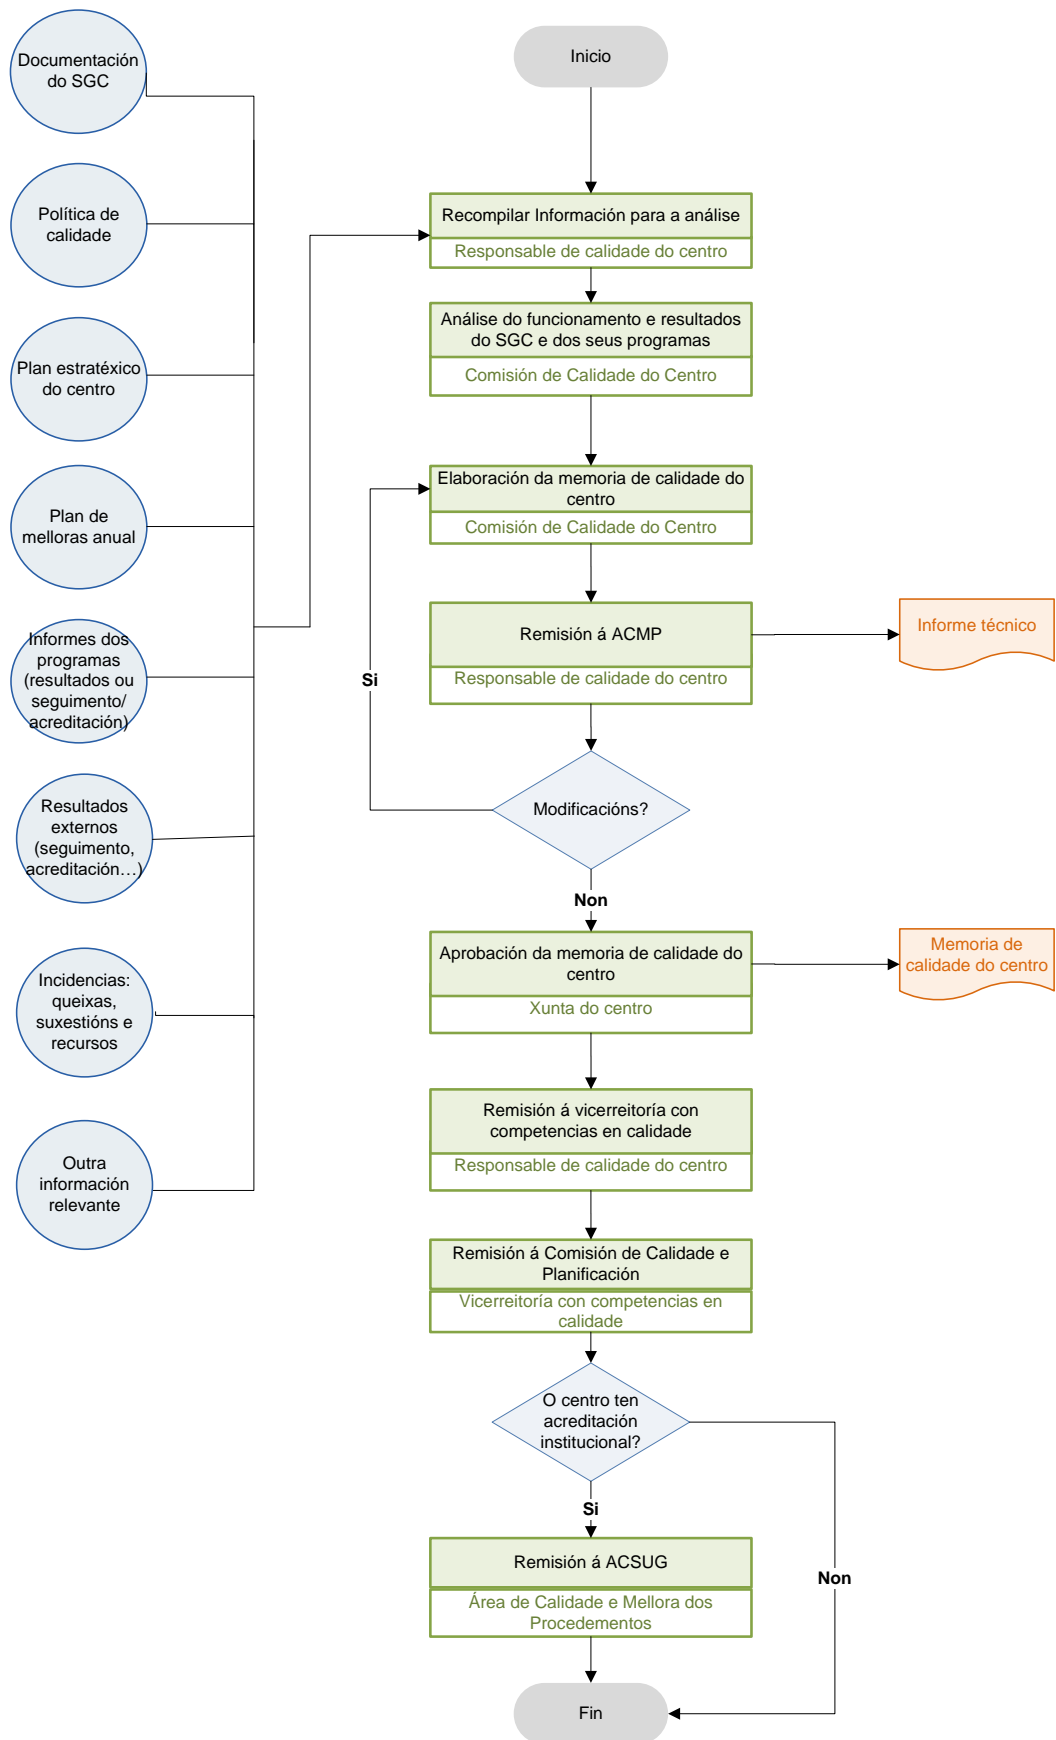 Documentación
do SGC
Política de
calidade
Plan estratéxico
do centro
Plan de
melloras anual
Informes dos
programas
(resultados ou
seguimento/
acreditación)
Resultados
externos
(seguimento,
acreditación…)
Incidencias:
queixas,
suxestións e
recursos
Outra
información
relevante
Inicio
Recompilar Información para a análise
Responsable de calidade do centro
Análise do funcionamento e resultados
do SGC e dos seus programas
Comisión de Calidade do Centro
Elaboración da memoria de calidade do
centro
Comisión de Calidade do Centro
Remisión á ACMP
Responsable de calidade do centro
Informe técnico
Si
Modificacións?
Non
Aprobación da memoria de calidade do
centro
Xunta do centro
Memoria de
calidade do centro
Remisión á vicerreitoría con
competencias en calidade
Responsable de calidade do centro
Remisión á Comisión de Calidade e
Planificación
Vicerreitoría con competencias en
calidade
O centro ten
acreditación
institucional?
Si
Non
Remisión á ACSUG
Área de Calidade e Mellora dos
Procedementos
Fin